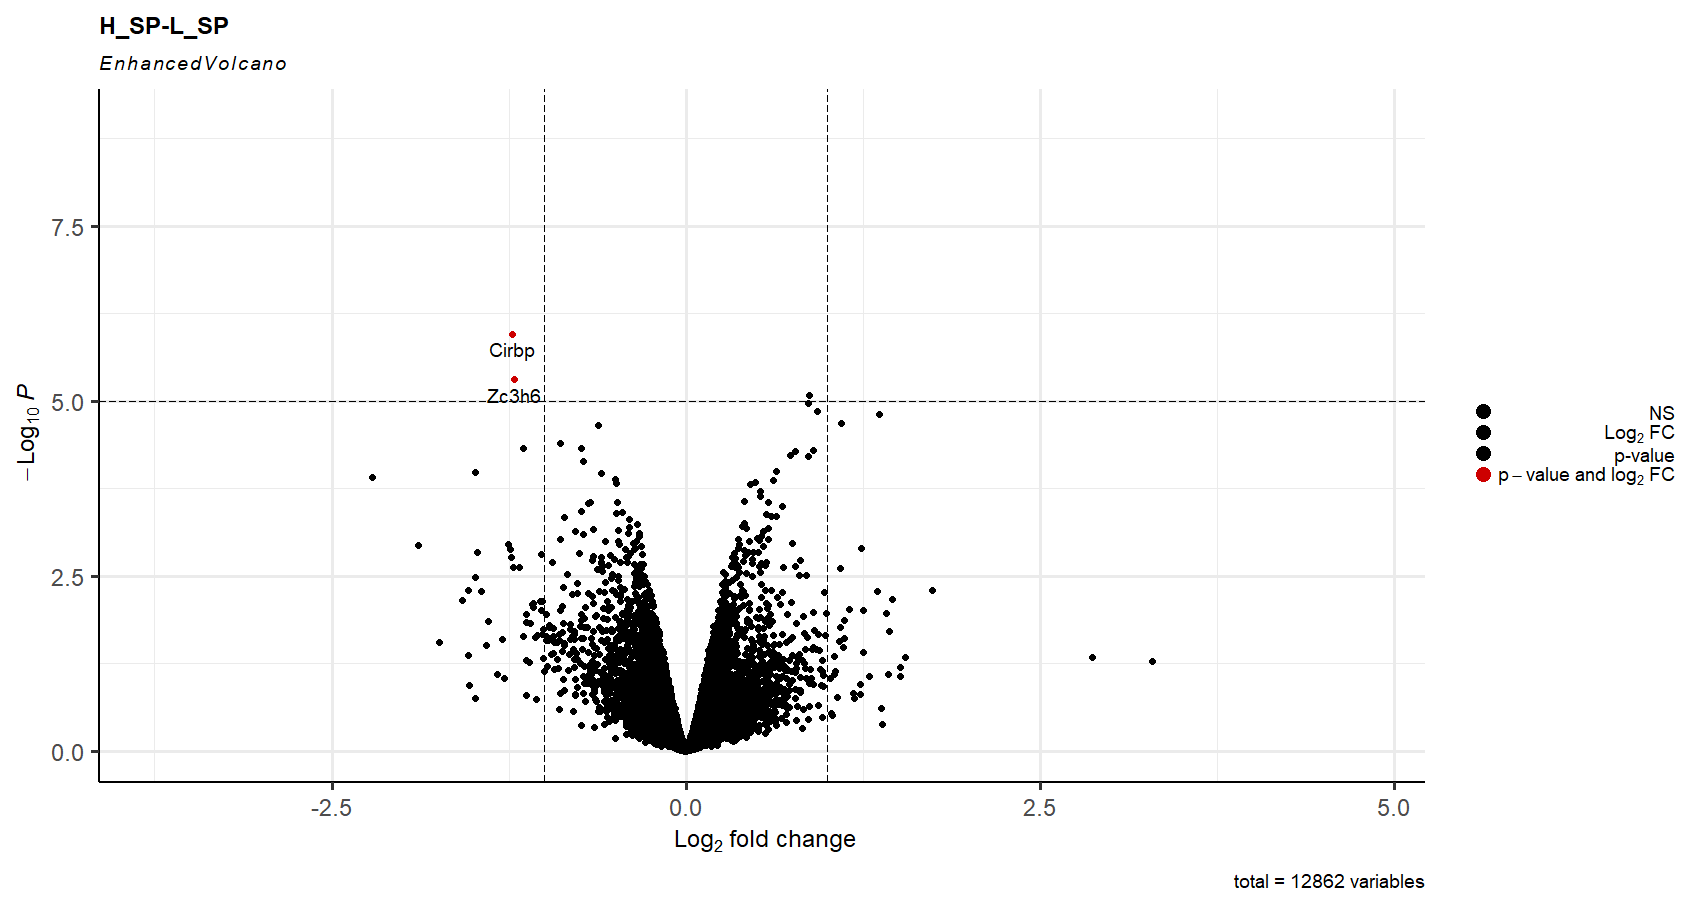 H_SP-L_SP
EnhancedVolcano
7.5
5.0
2.5
0.0
−Log10 P
Cirbp
Zc3h6
-2.5 0.0 2.5 5.0
Log2 fold change
NS
Log2 FC
p-value
p − value and log2 FC
total = 12862 variables